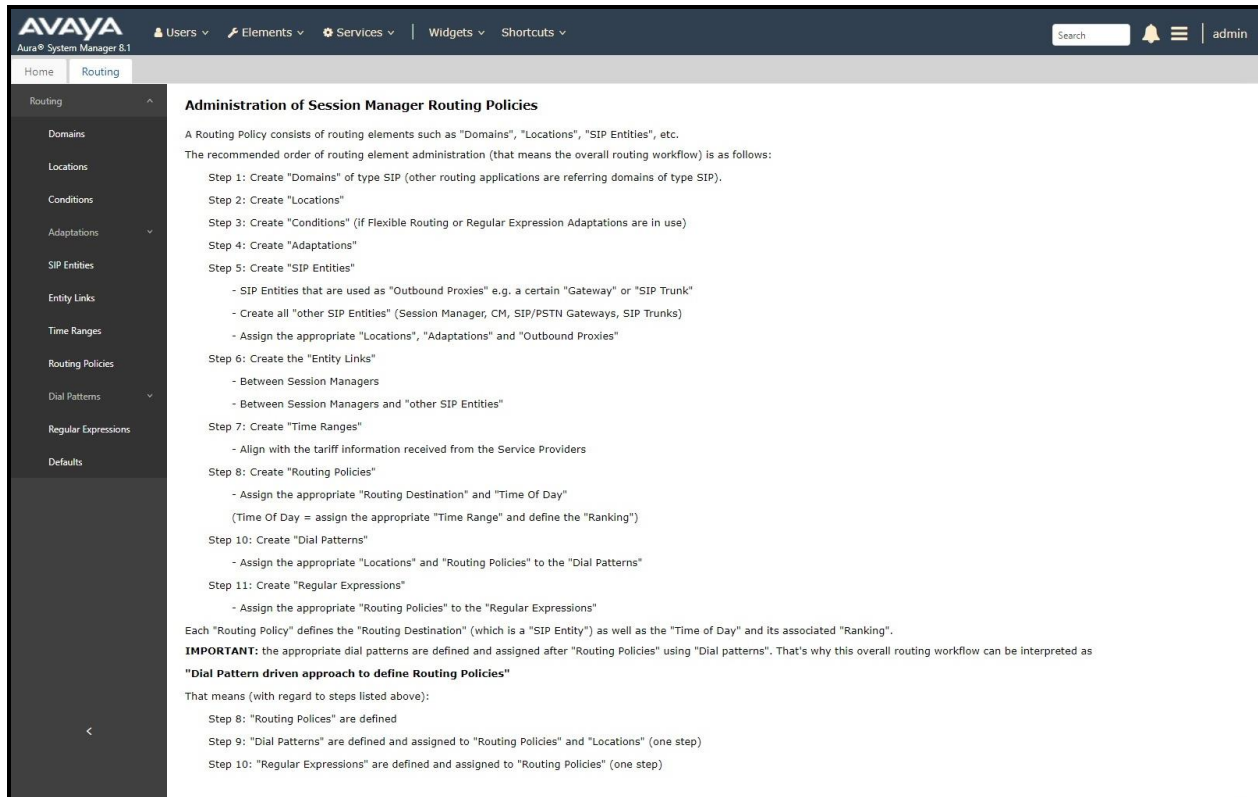 AVAYA
Aura® System Manager 8.1
Users
Elements
Services
Widgets
Shortcuts
Search
admin
Home
Routing
Routing
Domains
Locations
Conditions
Adaptations
SIP Entities
Entity Links
Time Ranges
Routing Policies
Dial Patterns
Regular Expressions
Defaults
Administration of Session Manager Routing Policies
A Routing Policy consists of routing elements such as "Domains", "Locations", "SIP Entities", etc.
The recommended order of routing element administration (that means the overall routing workflow) is as follows:
Step 1: Create "Domains" of type SIP (other routing applications are referring domains of type SIP).
Step 2: Create "Locations"
Step 3: Create "Conditions" (if Flexible Routing or Regular Expression Adaptations are in use)
Step 4: Create "Adaptations"
Step 5: Create "SIP Entities"
- SIP Entities that are used as "Outbound Proxies" e.g. a certain "Gateway" or "SIP Trunk"
- Create all "other SIP Entities" (Session Manager, CM, SIP/PSTN Gateways, SIP Trunks)
- Assign the appropriate "Locations", "Adaptations" and "Outbound Proxies"
Step 6: Create the "Entity Links"
- Between Session Managers
- Between Session Managers and "other SIP Entities"
Step 7: Create "Time Ranges"
- Align with the tariff information received from the Service Providers
Step 8: Create "Routing Policies"
- Assign the appropriate "Routing Destination" and "Time Of Day"
(Time Of Day = assign the appropriate "Time Range" and define the "Ranking")
Step 10: Create "Dial Patterns"
- Assign the appropriate "Locations" and "Routing Policies" to the "Dial Patterns"
Step 11: Create "Regular Expressions"
- Assign the appropriate "Routing Policies" to the "Regular Expressions"
Each "Routing Policy" defines the "Routing Destination" (which is a "SIP Entity") as well as the "Time of Day" and its associated "Ranking".
IMPORTANT: the appropriate dial patterns are defined and assigned after "Routing Policies" using "Dial patterns". That's why this overall routing workflow can be interpreted as
"Dial Pattern driven approach to define Routing Policies"
That means (with regard to steps listed above):
Step 8: "Routing Polices" are defined
Step 9: "Dial Patterns" are defined and assigned to "Routing Policies" and "Locations" (one step)
Step 10: "Regular Expressions" are defined and assigned to "Routing Policies" (one step)